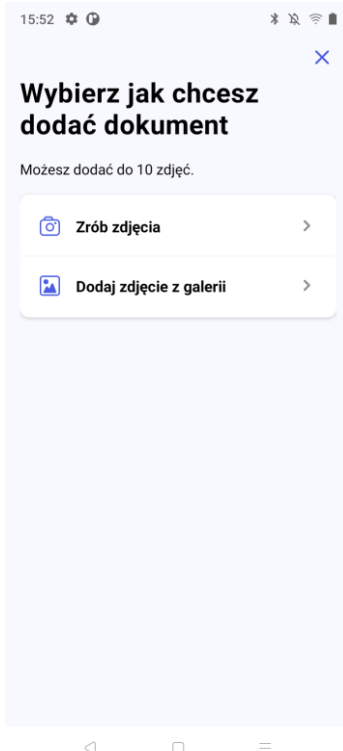 15:52
Wybierz jak chcesz
dodać dokument
Możesz dodać do 10 zdjęć.
Zrób zdjęcia
Dodaj zdjęcie z galerii